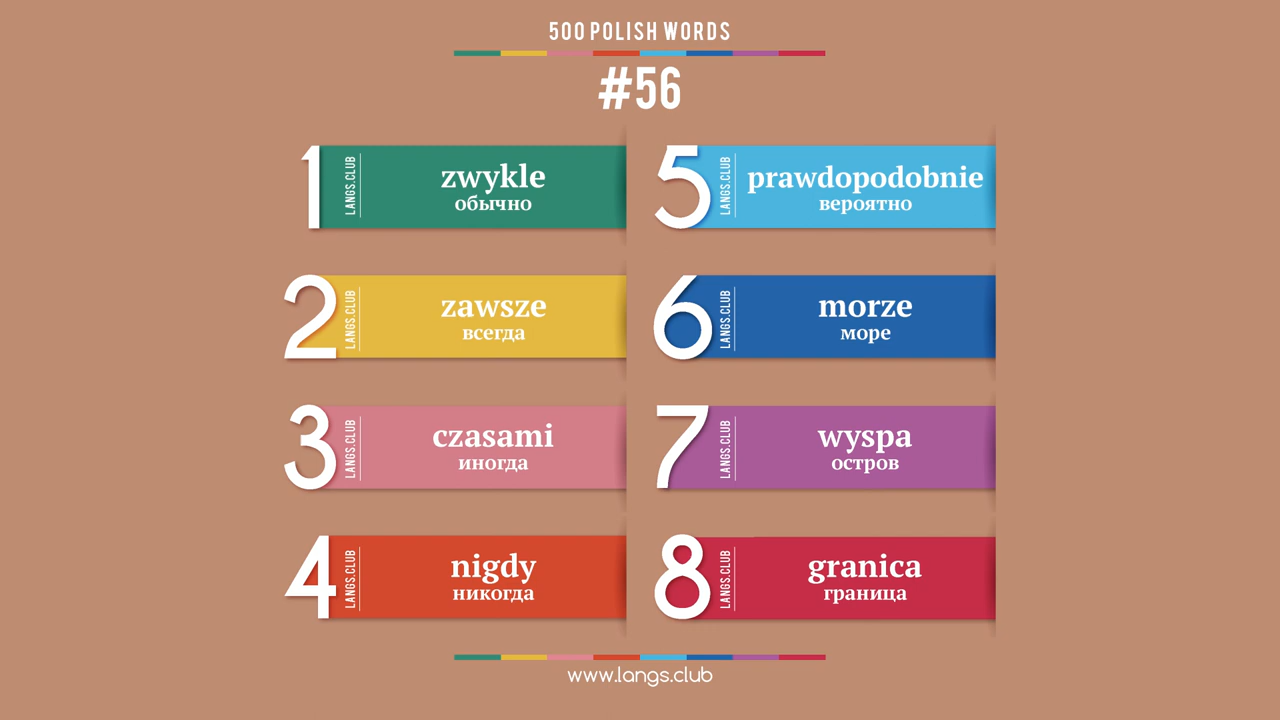 500 POLISH WORDS
#56
1
LANGS.CLUB
zwykle
обычно
2
LANGS.CLUB
zawsze
всегда
3
LANGS.CLUB
czasami
иногда
4
LANGS.CLUB
nigdy
никогда
5
LANGS.CLUB
prawdopodobnie
вероятно
6
LANGS.CLUB
morze
море
7
LANGS.CLUB
wyspa
остров
8
LANGS.CLUB
granica
граница
www.langs.club